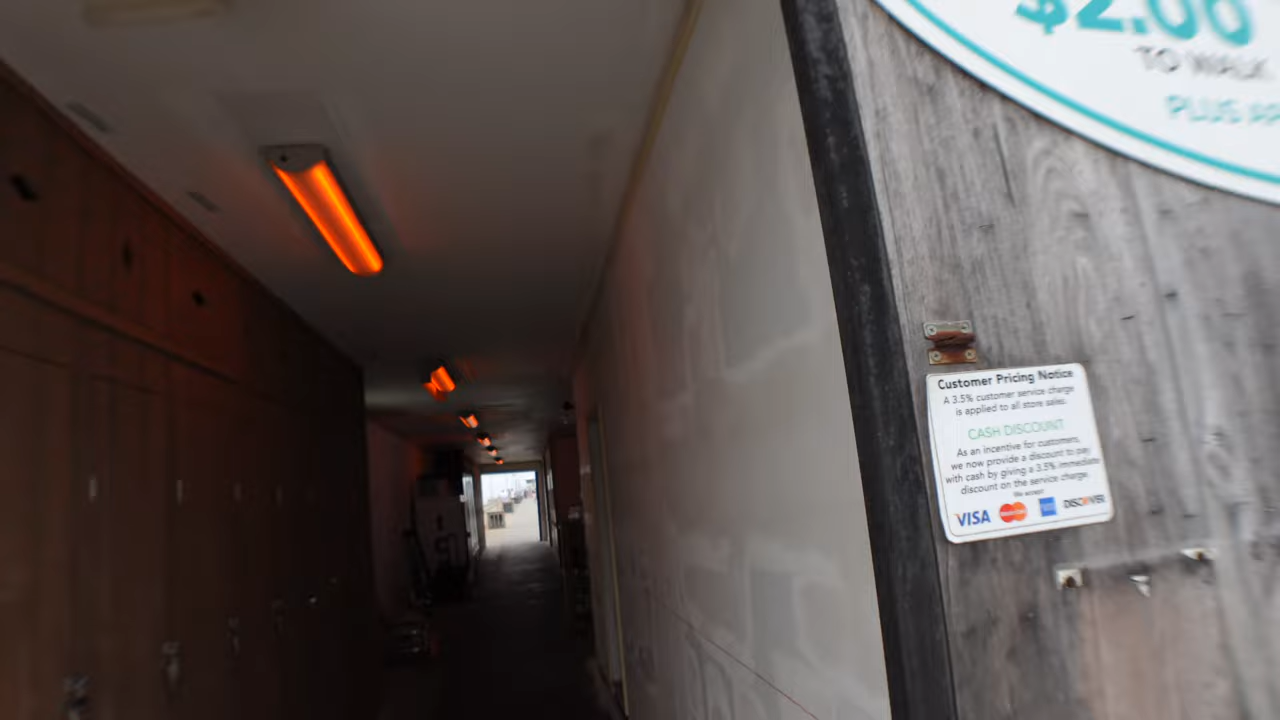 $2.00
TO WALK
PLUS
Customer Pricing Notice
A 3.5% customer service charge
is applied to all store sales.
CASH DISCOUNT
As an incentive for customers,
we now provide a discount to pay
with cash by giving a 3.5% immediate
discount on the service charge.
We accept
VISA
MasterCard
DISCOVER